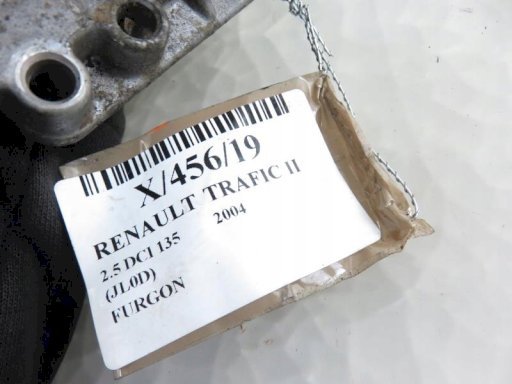 X/456/19
RENAULT TRAFIC II
2.5 DCI 135 2004
(JL0D)
FURGON